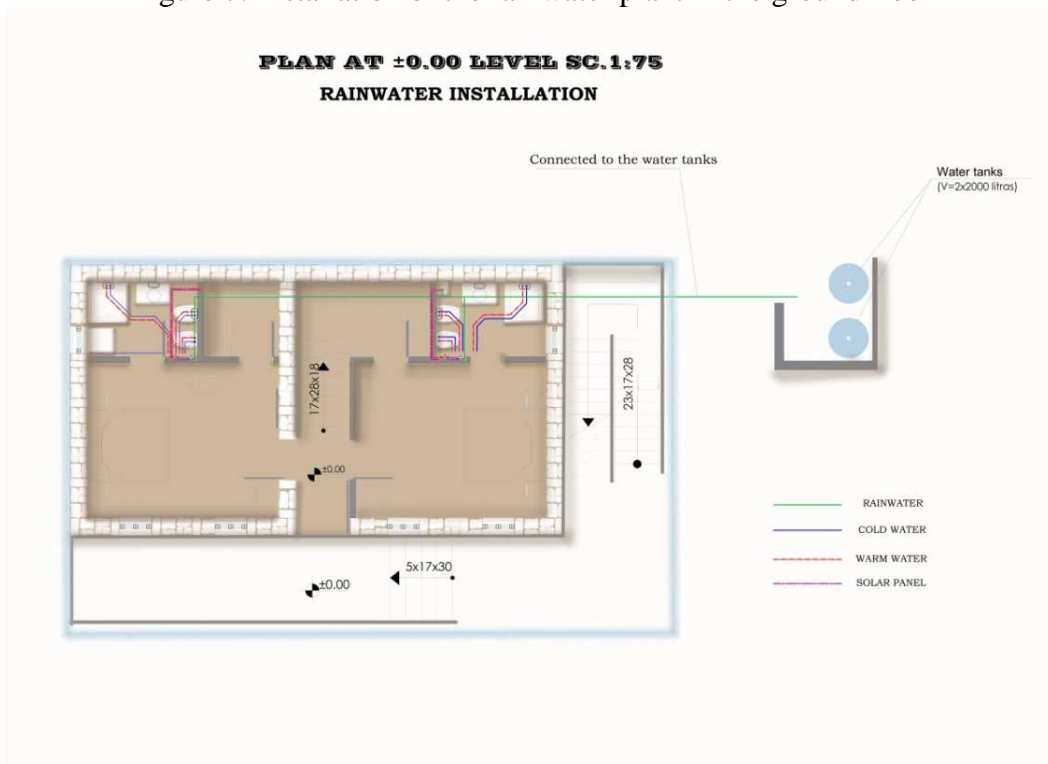 PLAN AT ±0.00 LEVEL SC.1:75
RAINWATER INSTALLATION
Connected to the water tanks
Water tanks
(V=2x2000 litras)
17x28x18
23x17x28
±0.00
5x17x30
±0.00
RAINWATER
COLD WATER
WARM WATER
SOLAR PANEL